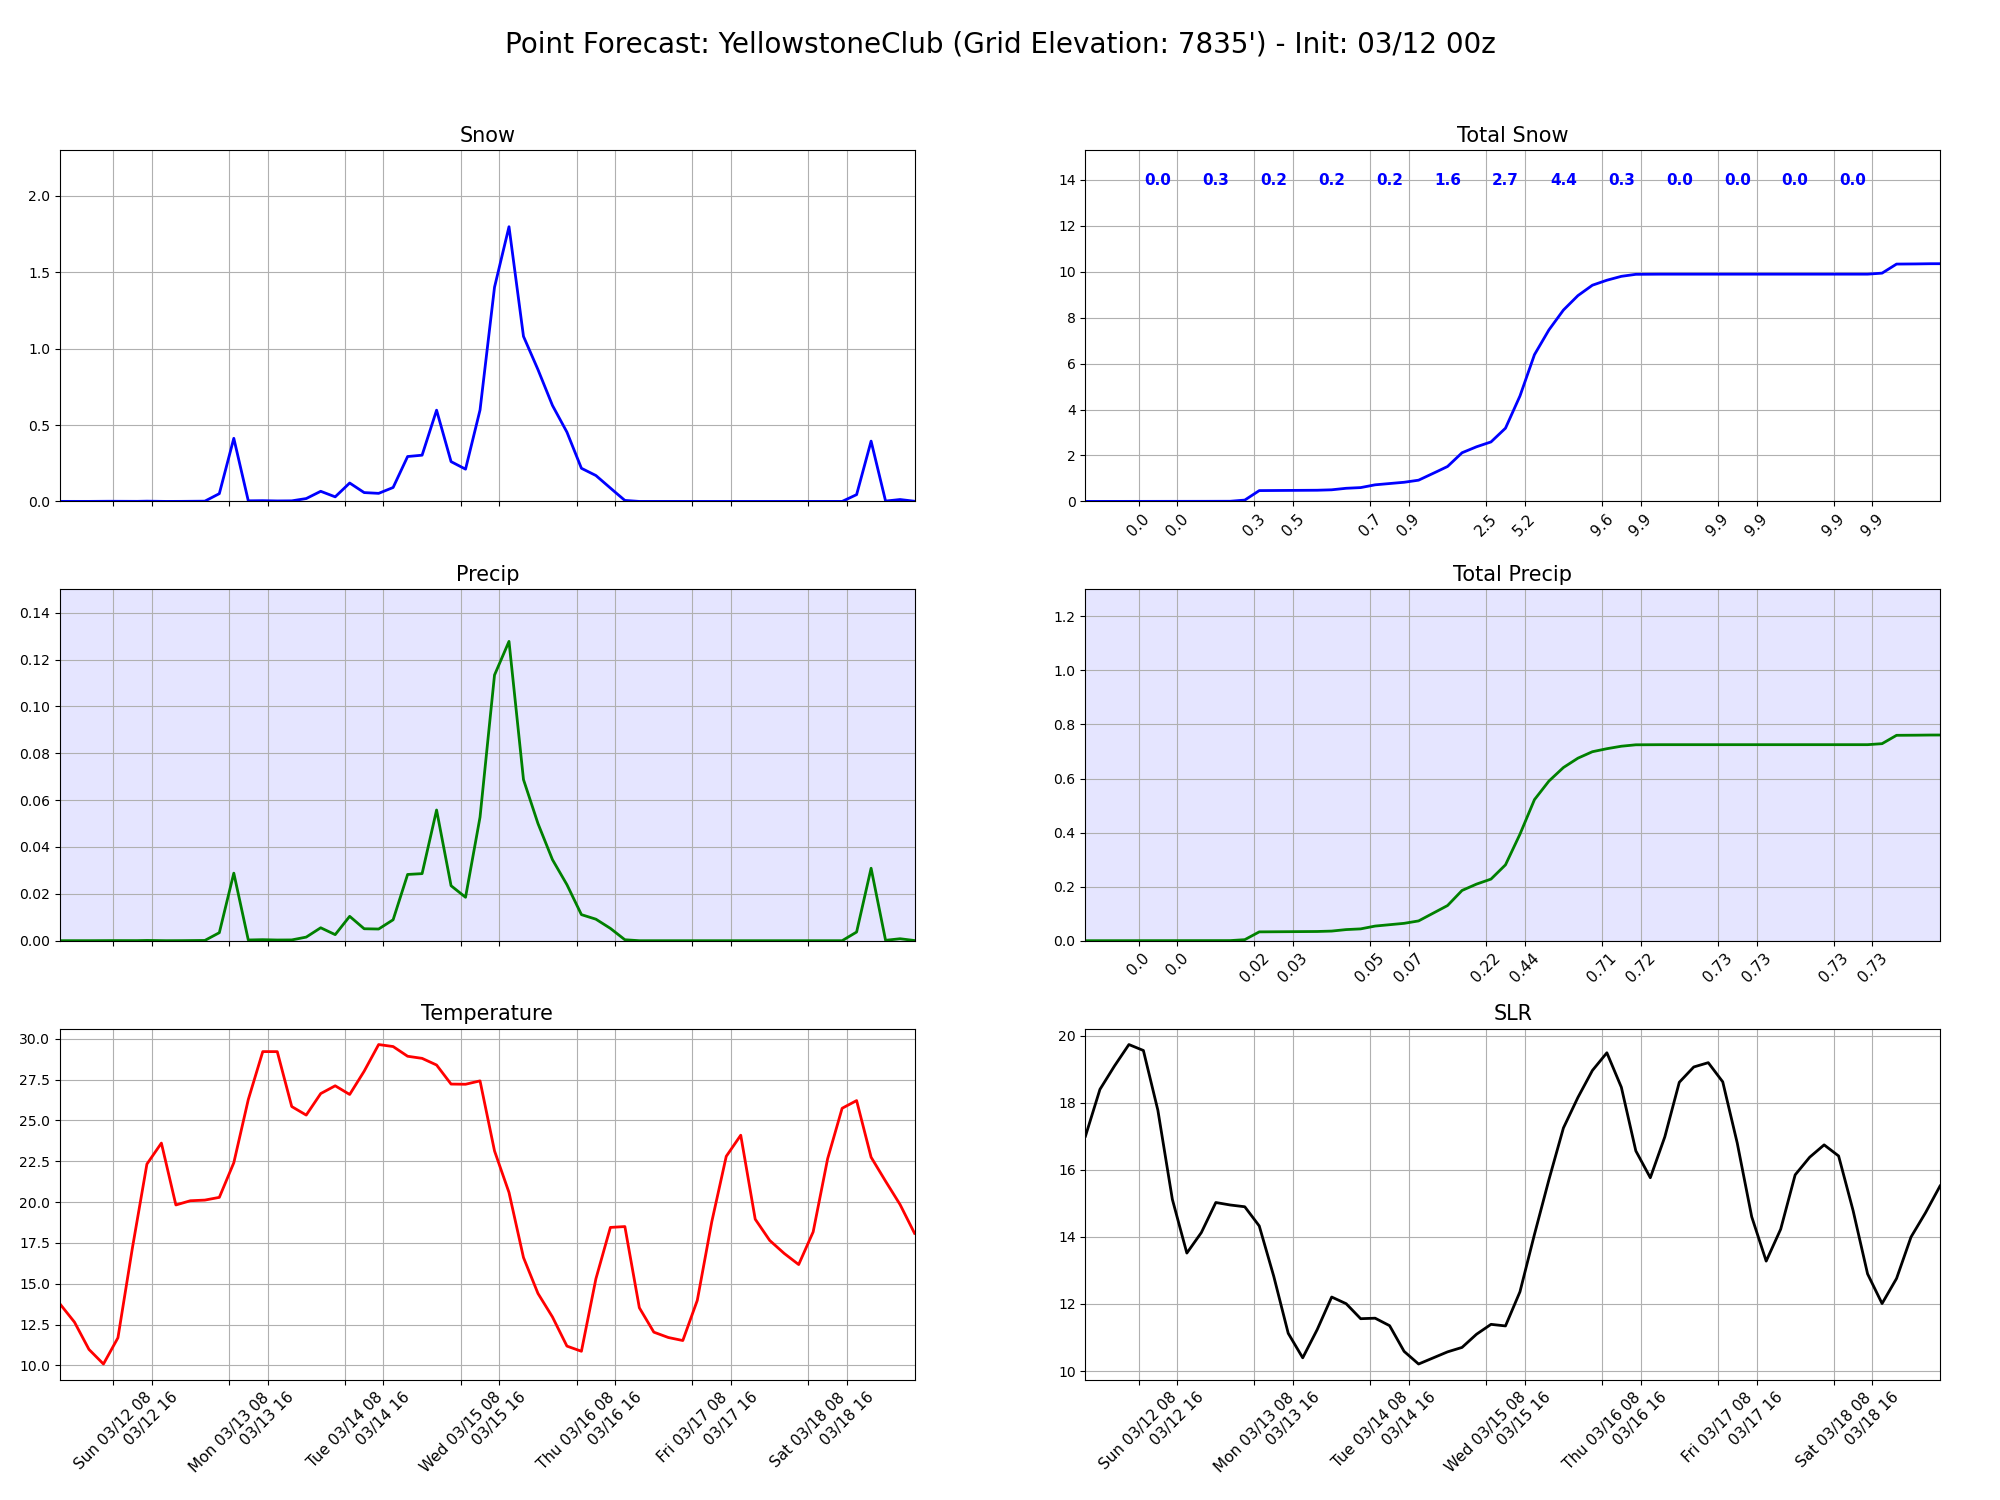 Point Forecast: YellowstoneClub (Grid Elevation: 7835') - Init: 03/12 00z
Snow
2.0
1.5
1.0
0.5
0.0
Total Snow
14
12
10
8
6
4
2
0
0.0 0.3 0.2 0.2 0.2 1.6 2.7 4.4 0.3 0.0 0.0 0.0 0.0
0.0 0.0 0.3 0.5 0.7 0.9 2.5 5.2 9.6 9.9 9.9 9.9 9.9 9.9
Precip
0.14
0.12
0.10
0.08
0.06
0.04
0.02
0.00
Total Precip
1.2
1.0
0.8
0.6
0.4
0.2
0.0
0.0 0.0 0.02 0.03 0.05 0.07 0.22 0.44 0.71 0.72 0.73 0.73 0.73 0.73
Temperature
30.0
27.5
25.0
22.5
20.0
17.5
15.0
12.5
10.0
Sun 03/12 08
03/12 16
Mon 03/13 08
03/13 16
Tue 03/14 08
03/14 16
Wed 03/15 08
03/15 16
Thu 03/16 08
03/16 16
Fri 03/17 08
03/17 16
Sat 03/18 08
03/18 16
SLR
20
18
16
14
12
10
Sun 03/12 08
03/12 16
Mon 03/13 08
03/13 16
Tue 03/14 08
03/14 16
Wed 03/15 08
03/15 16
Thu 03/16 08
03/16 16
Fri 03/17 08
03/17 16
Sat 03/18 08
03/18 16